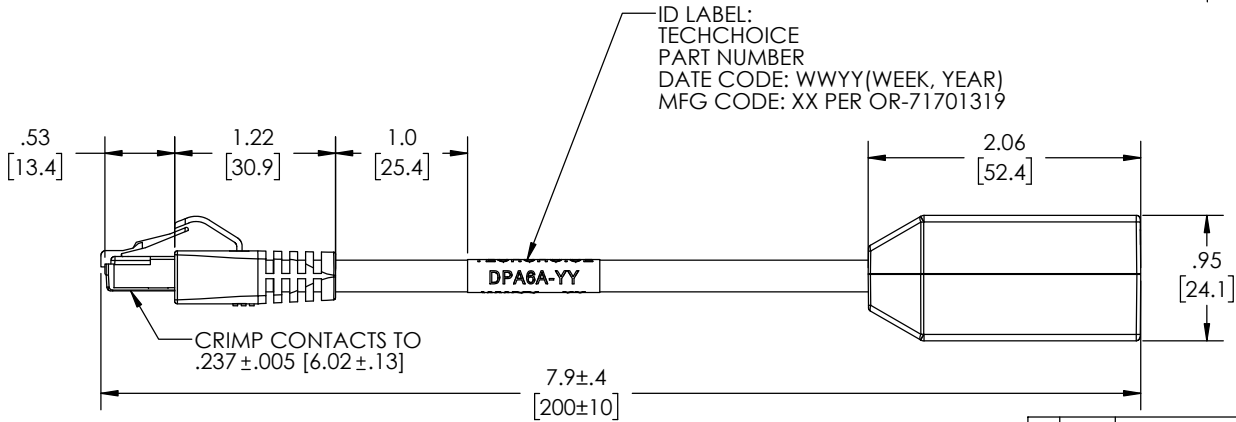 ID LABEL:
TECHCHOICE
PART NUMBER
DATE CODE: WWYY(WEEK, YEAR)
MFG CODE: XX PER OR-71701319
.53
[13.4]
1.22
[30.9]
1.0
[25.4]
2.06
[52.4]
DPA6A-YY
.95
[24.1]
CRIMP CONTACTS TO
.237±.005 [6.02±.13]
7.9±.4
[200±10]